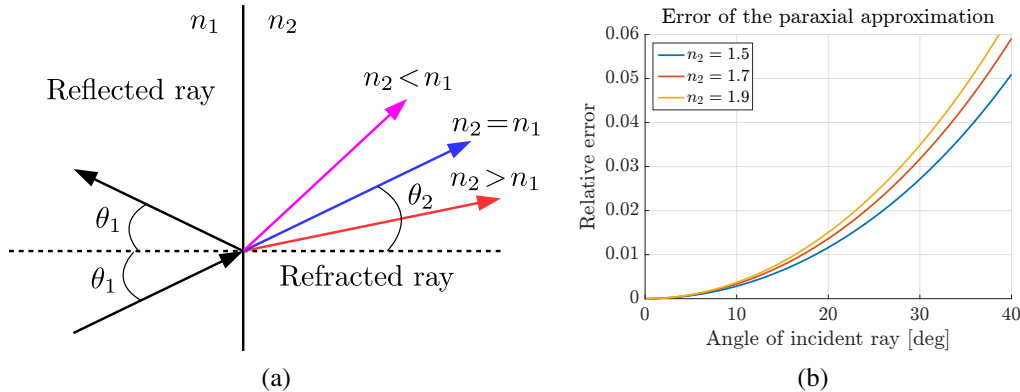 n₁ n₂
Reflected ray
n₂ < n₁
n₂ = n₁
n₂ > n₁
θ₁
θ₂
θ₁
Refracted ray
(a)
Error of the paraxial approximation
0.06
0.05
0.04
0.03
0.02
0.01
0
n₂ = 1.5
n₂ = 1.7
n₂ = 1.9
Relative error
0 10 20 30 40
Angle of incident ray [deg]
(b)